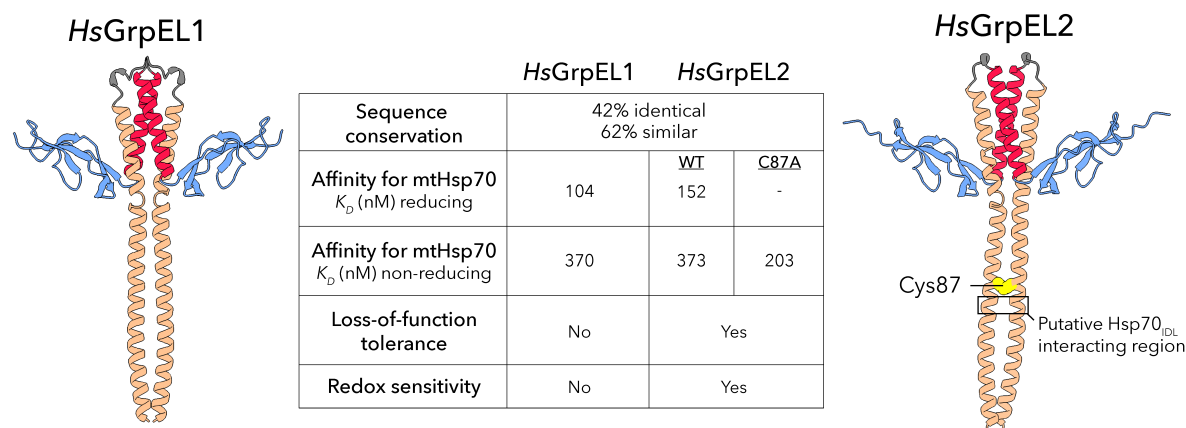 HsGrpEL1
HsGrpEL2
HsGrpEL1 HsGrpEL2
Sequence
conservation
42% identical
62% similar
WT C87A
Affinity for mtHsp70
KD (nM) reducing
104 152 -
Affinity for mtHsp70
KD (nM) non-reducing
370 373 203
Loss-of-function
tolerance
No Yes
Redox sensitivity No Yes
Cys87
Putative Hsp70IDL
interacting region